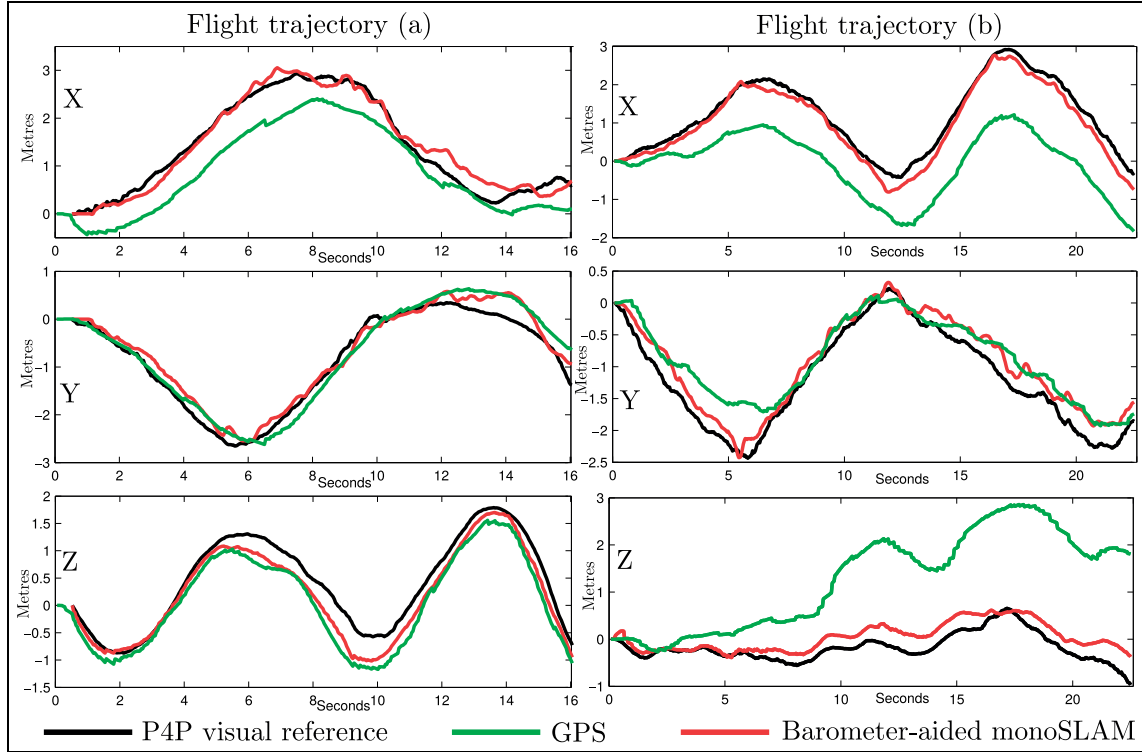 Flight trajectory (a)
Flight trajectory (b)
X
Metres
3
2
1
0
0 2 4 6 8 10 12 14 16
Seconds
X
Metres
3
2
1
0
−1
−2
0 5 10 15 20
Seconds
Y
Metres
1
0
−1
−2
−3
0 2 4 6 8 10 12 14 16
Seconds
Y
Metres
0.5
0
−0.5
−1
−1.5
−2
−2.5
0 5 10 15 20
Seconds
Z
Metres
2
1.5
1
0.5
0
−0.5
−1
−1.5
0 2 4 6 8 10 12 14 16
Seconds
Z
Metres
3
2
1
0
−1
0 5 10 15 20
Seconds
P4P visual reference
GPS
Barometer-aided monoSLAM